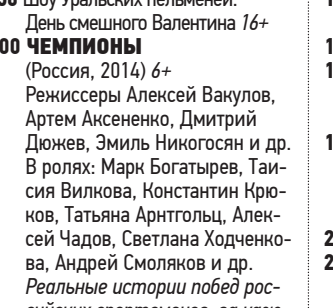 Шоу Уральских пельменей.
День смешного Валентина 16+
00 ЧЕМПИОНЫ
(Россия, 2014) 6+
Режиссеры Алексей Вакулов,
Артем Аксененко, Дмитрий
Дюжев, Эмиль Никогосян и др.
В ролях: Марк Богатырев, Таи-
сия Вилкова, Константин Крю-
ков, Татьяна Арнтгольц, Алек-
сей Чадов, Светлана Ходченко-
ва, Андрей Смоляков и др.
Реальные истории побед рос-